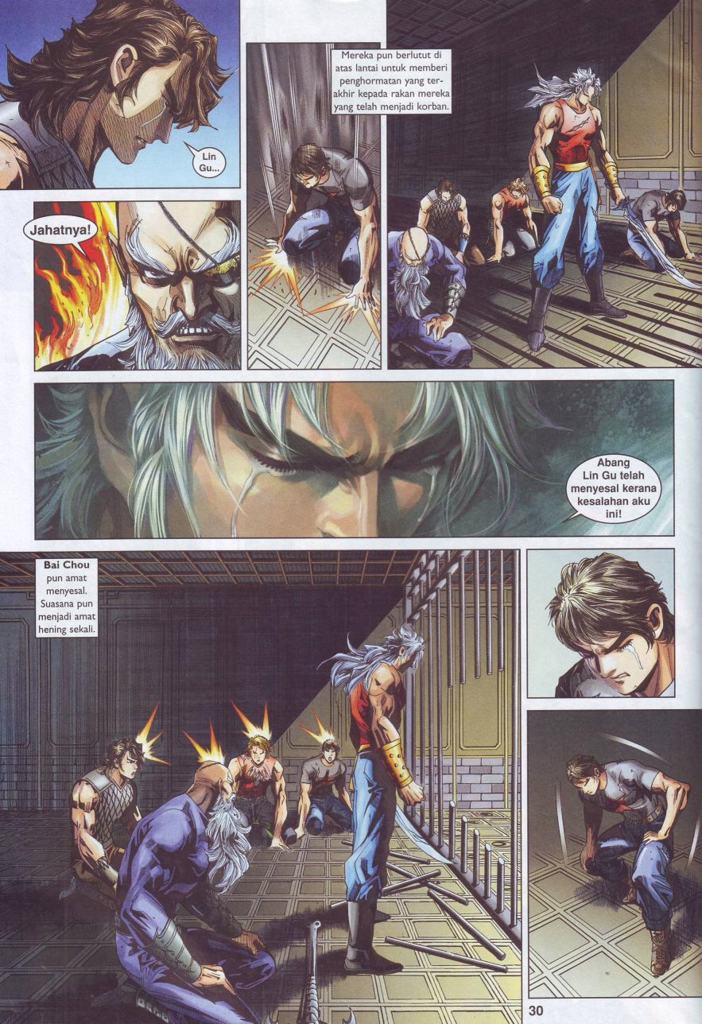 Lin
Gu...
Mereka pun berlutut di
atas lantai untuk memberi
penghormatan yang ter-
akhir kepada rakan mereka
yang telah menjadi korban.
Jahatnya!
Abang
Lin Gu telah
menyesal kerana
kesalahan aku
ini!
Bai Chou
pun amat
menyesal.
Suasana pun
menjadi amat
hening sekali.
30